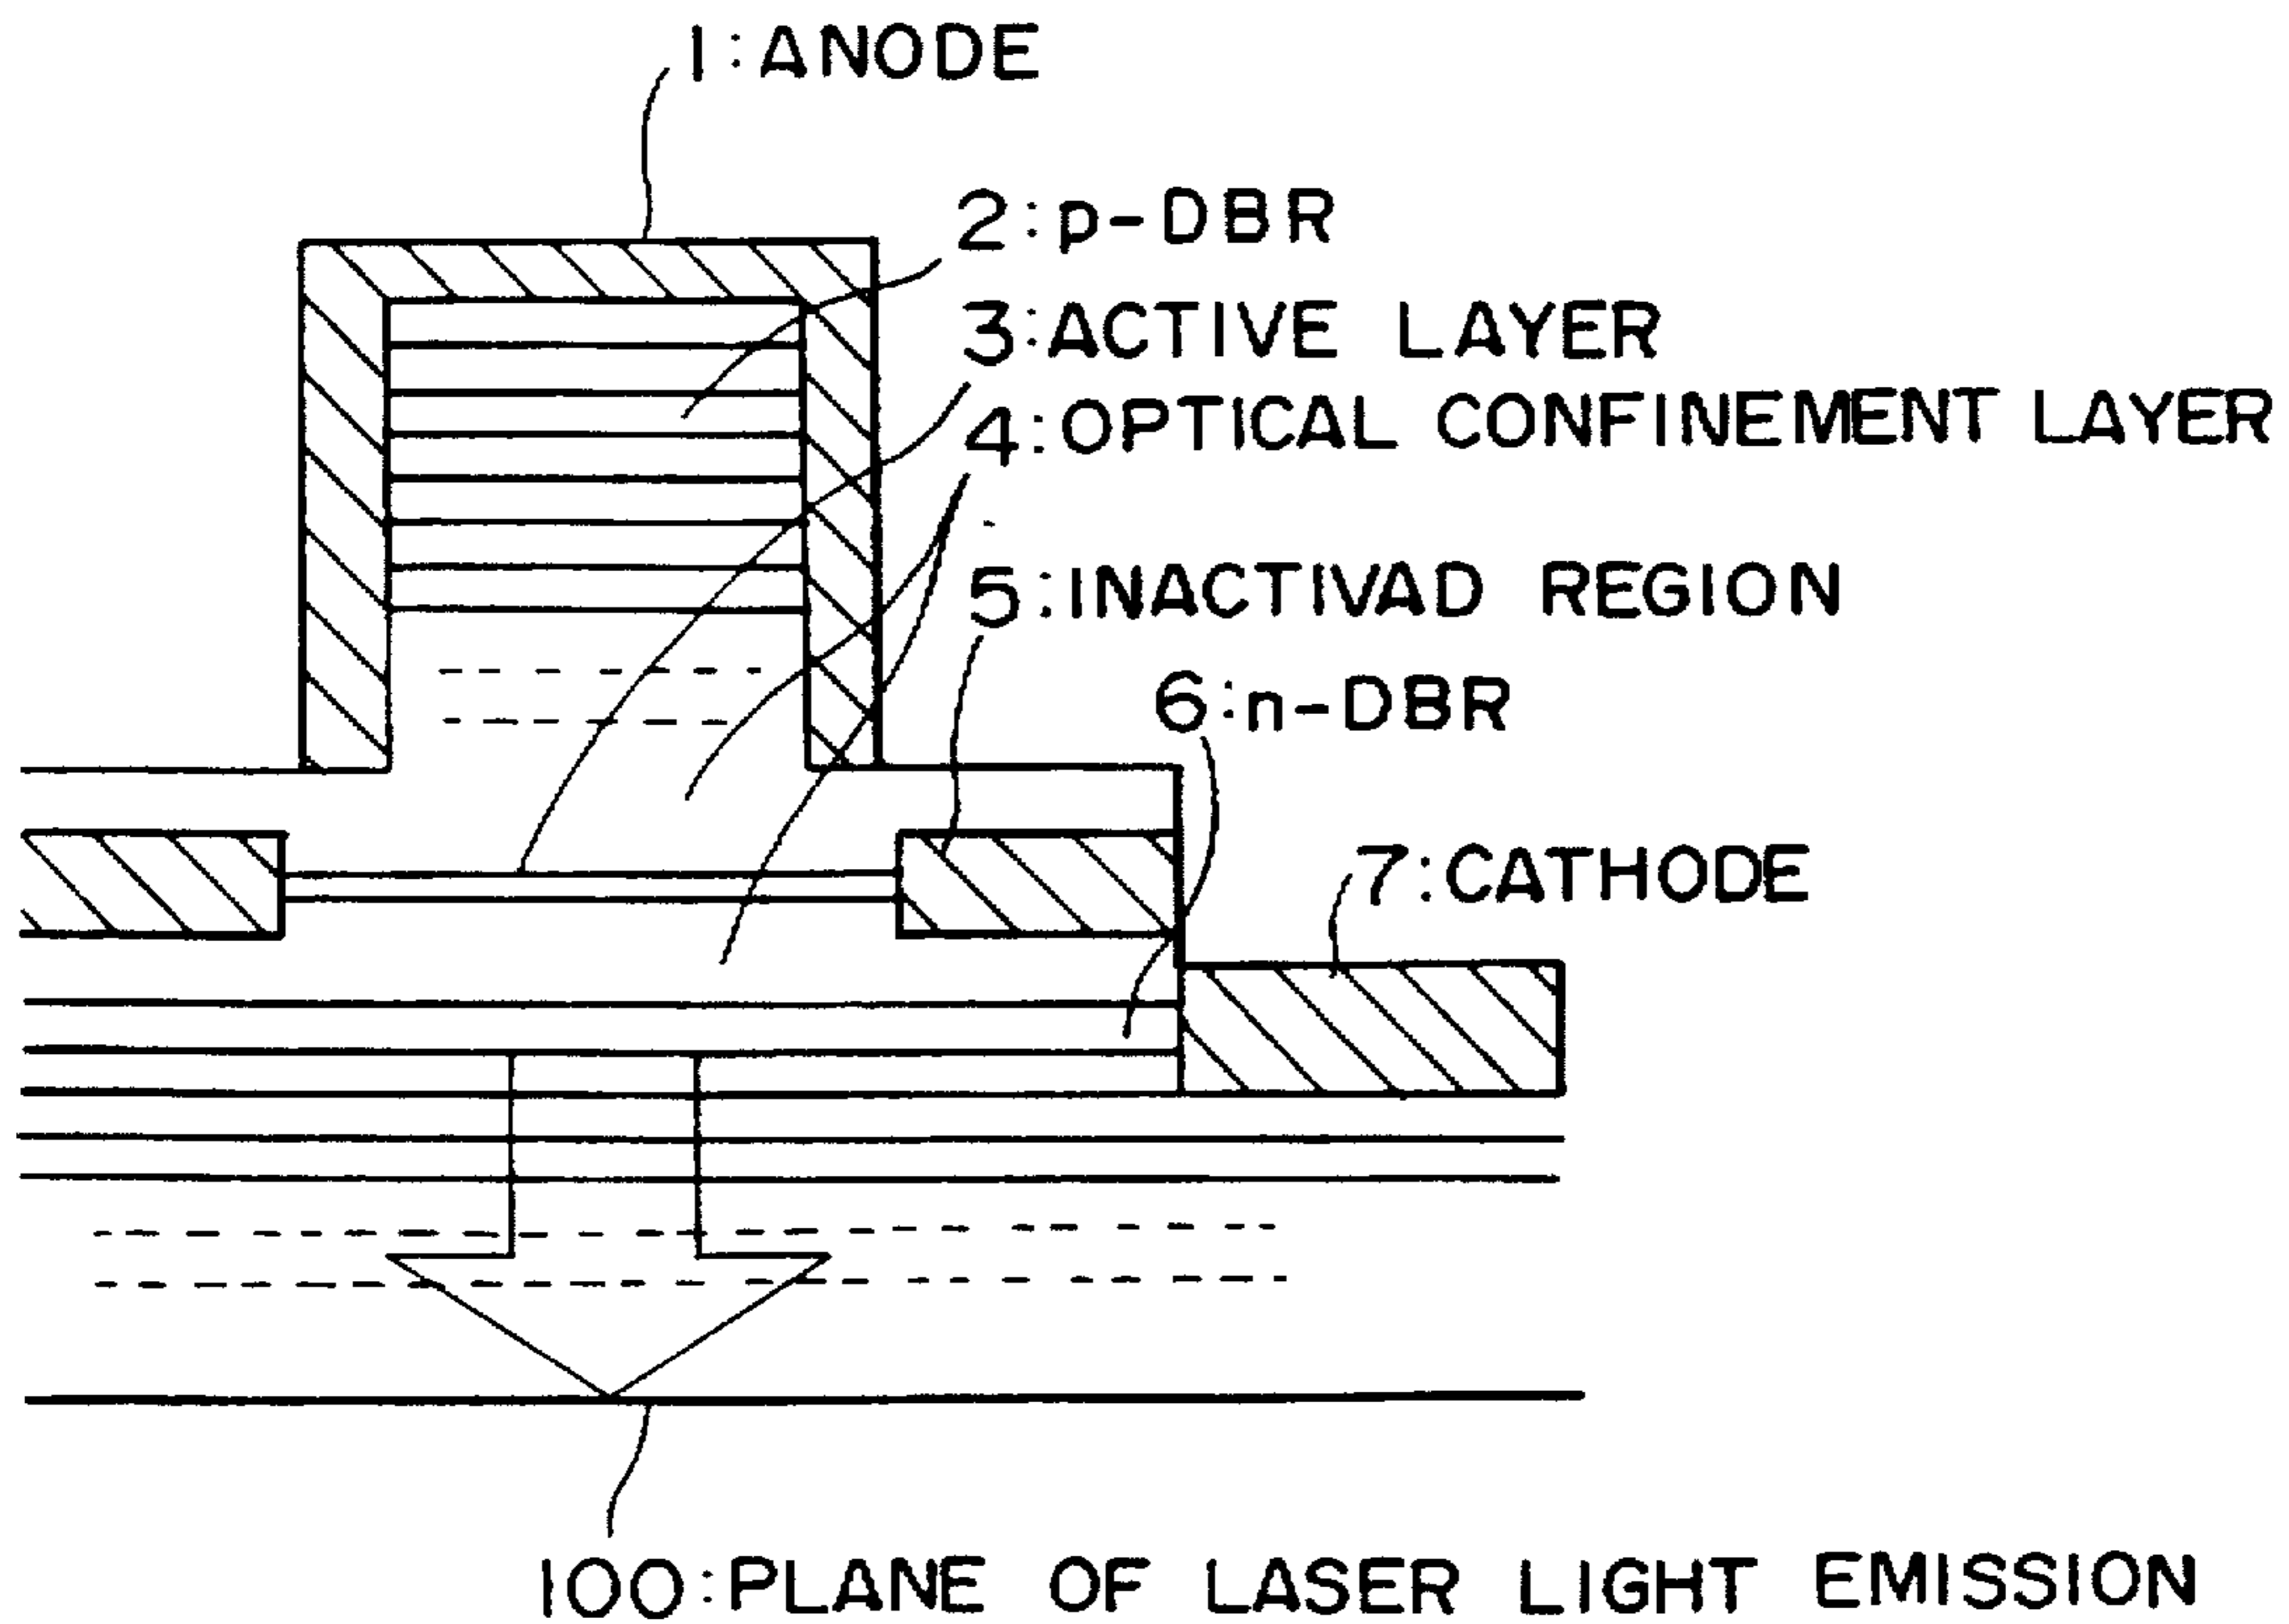 1:ANODE
2:p-DBR
3:ACTIVE LAYER
4:OPTICAL CONFINEMENT LAYER
5:INACTIVAD REGION
6:n-DBR
7:CATHODE
100:PLANE OF LASER LIGHT EMISSION